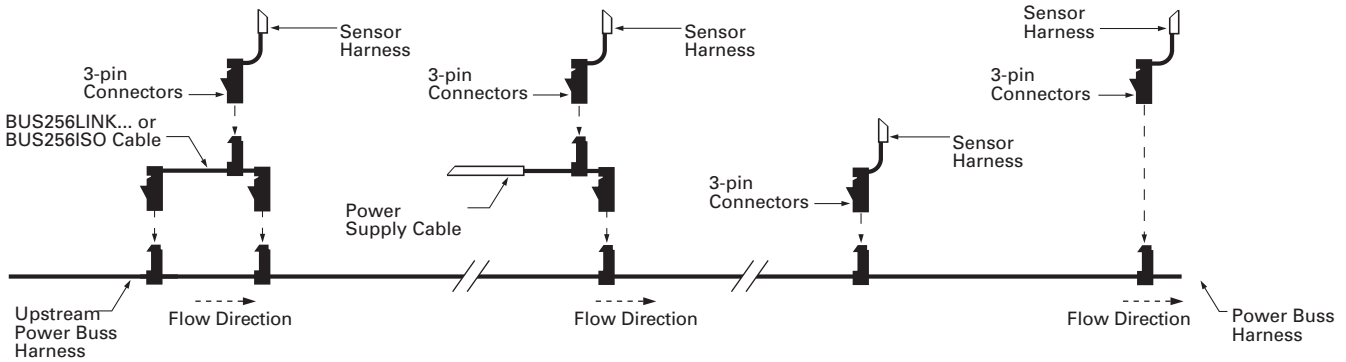 Sensor
Harness
3-pin
Connectors
BUS256LINK... or
BUS256ISO Cable
Upstream
Power Buss
Harness
Flow Direction
Sensor
Harness
3-pin
Connectors
Power
Supply Cable
Flow Direction
Sensor
Harness
3-pin
Connectors
Sensor
Harness
3-pin
Connectors
Flow Direction
Power Buss
Harness